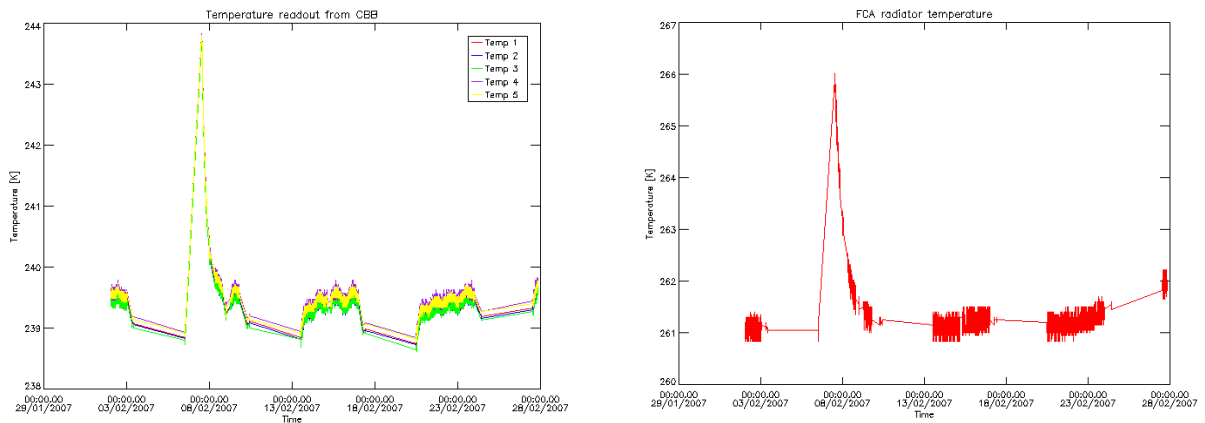 Temperature readout from CBB
244
243
242
241
240
239
238
Temperature [K]
Temp 1
Temp 2
Temp 3
Temp 4
Temp 5
00:00.00 00:00.00 00:00.00 00:00.00 00:00.00 00:00.00 00:00.00
29/01/2007 03/02/2007 08/02/2007 13/02/2007 18/02/2007 23/02/2007 28/02/2007
Time
FCA radiator temperature
267
266
265
264
263
262
261
260
Temperature [K]
00:00.00 00:00.00 00:00.00 00:00.00 00:00.00 00:00.00 00:00.00
29/01/2007 03/02/2007 08/02/2007 13/02/2007 18/02/2007 23/02/2007 28/02/2007
Time